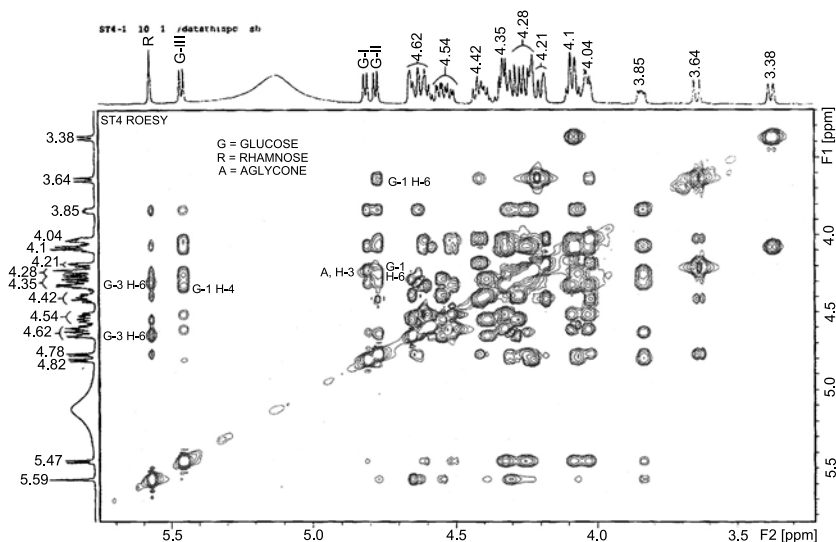 ST4-1 10 1 /datathispc sb
R
G-III
G-I
G-II
4.62
4.54
4.42
4.35
4.28
4.21
4.1
4.04
3.85
3.64
3.38
ST4 ROESY
G = GLUCOSE
R = RHAMNOSE
A = AGLYCONE
3.38
3.64
3.85
4.04
4.1
4.21
4.28
4.35
4.42
4.54
4.62
4.78
4.82
5.47
5.59
G-1 H-6
A, H-3
G-1
H-6
G-3 H-6
G-1 H-4
G-3 H-6
F1 [ppm]
4.0
4.5
5.0
5.5
5.5
5.0
4.5
4.0
3.5
F2 [ppm]